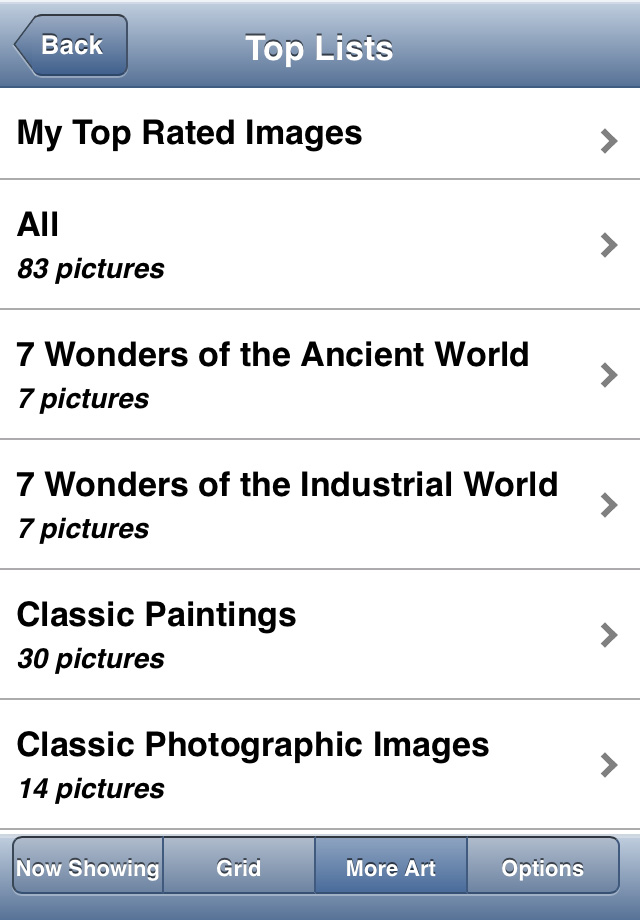 Back
Top Lists
My Top Rated Images
All
83 pictures
7 Wonders of the Ancient World
7 pictures
7 Wonders of the Industrial World
7 pictures
Classic Paintings
30 pictures
Classic Photographic Images
14 pictures
Now Showing
Grid
More Art
Options